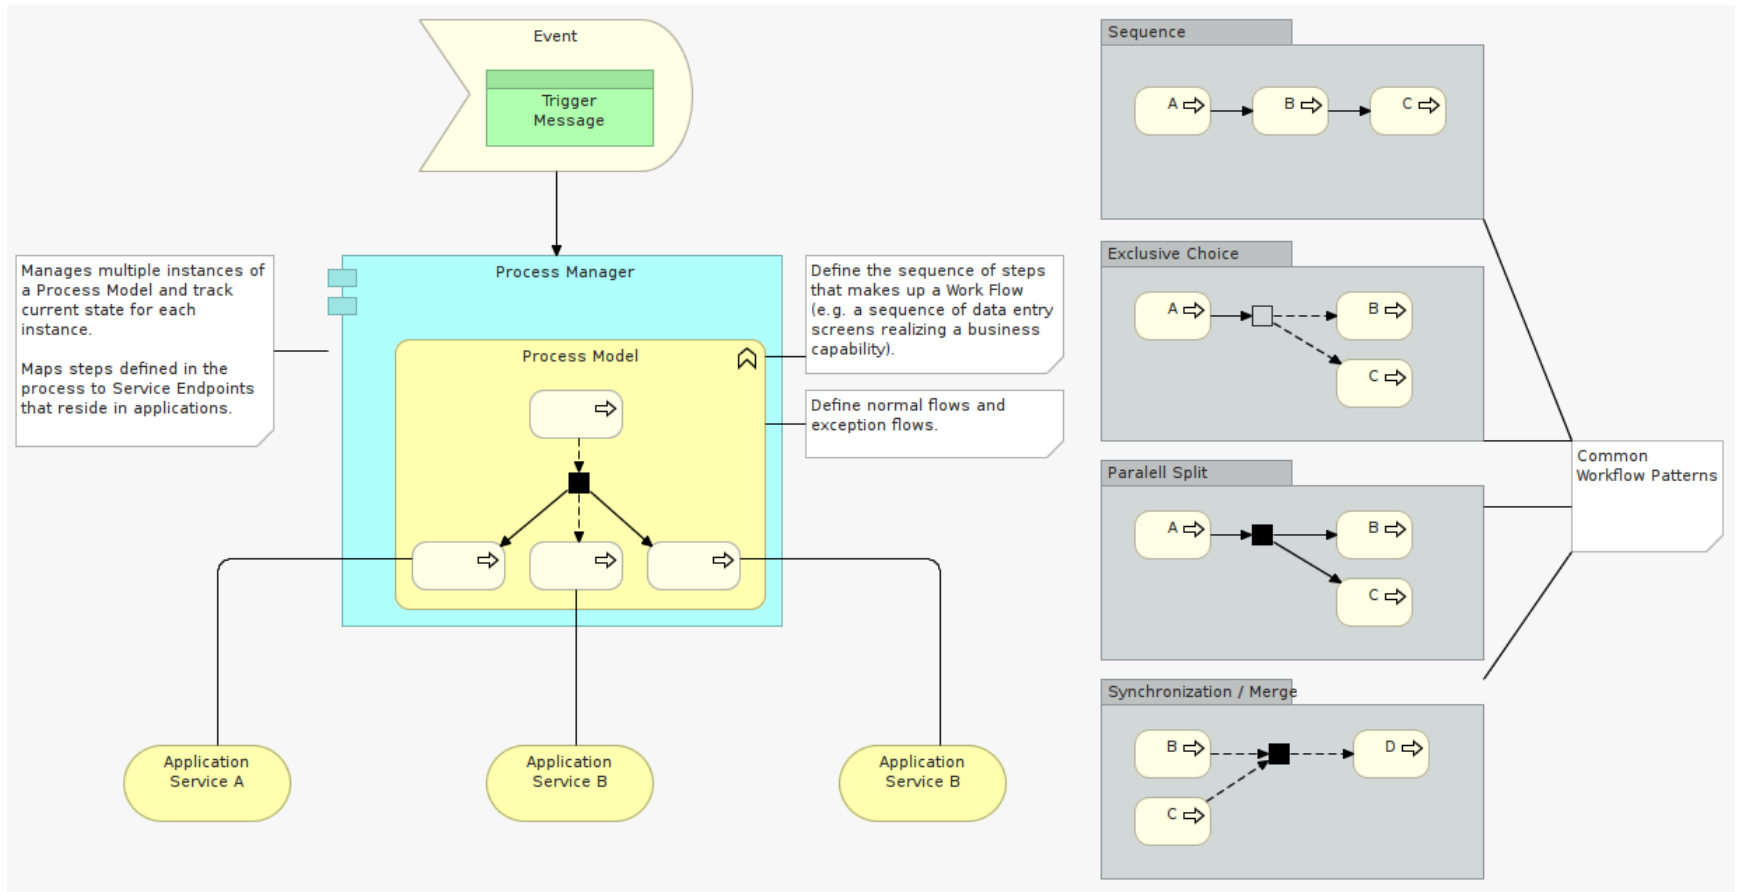 Event
Trigger
Message
Manages multiple instances of
a Process Model and track
current state for each
instance.
Maps steps defined in the
process to Service Endpoints
that reside in applications.
Process Manager
Process Model
Define the sequence of steps
that makes up a Work Flow
(e.g. a sequence of data entry
screens realizing a business
capability).
Define normal flows and
exception flows.
Application
Service A
Application
Service B
Application
Service B
Sequence
A
B
C
Exclusive Choice
A
B
C
Paralell Split
A
B
C
Synchronization / Merge
B
D
C
Common
Workflow Patterns